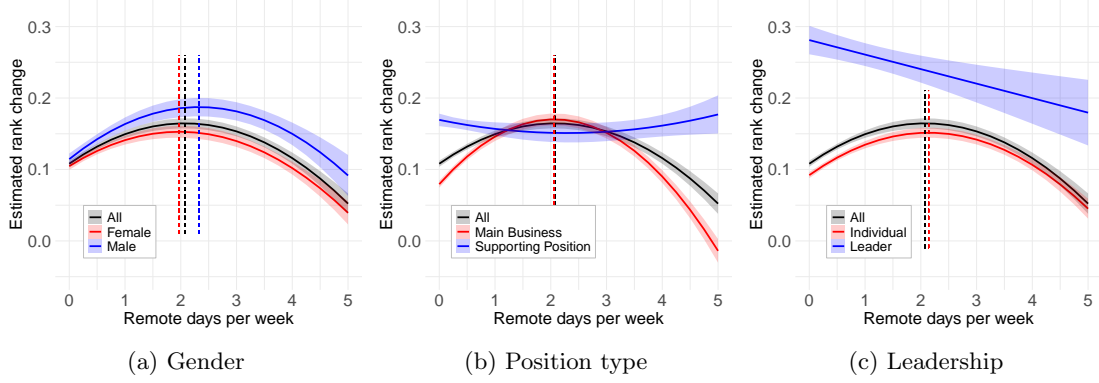 Estimated rank change
0.3
0.2
0.1
0.0
All
Female
Male
0 1 2 3 4 5
Remote days per week
(a) Gender
Estimated rank change
0.3
0.2
0.1
0.0
All
Main Business
Supporting Position
0 1 2 3 4 5
Remote days per week
(b) Position type
Estimated rank change
0.3
0.2
0.1
0.0
All
Individual
Leader
0 1 2 3 4 5
Remote days per week
(c) Leadership